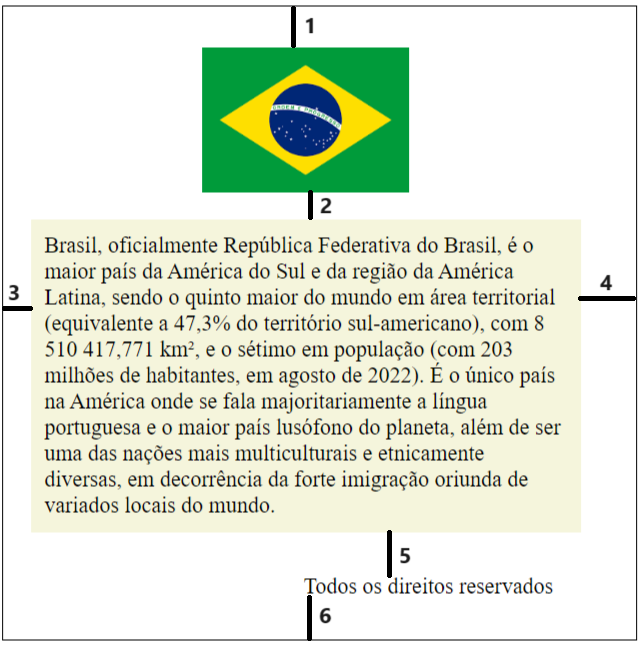 1
2
Brasil, oficialmente República Federativa do Brasil, é o
maior país da América do Sul e da região da América
3
4
Latina, sendo o quinto maior do mundo em área territorial
(equivalente a 47,3% do território sul-americano), com 8
510 417,771 km², e o sétimo em população (com 203
milhões de habitantes, em agosto de 2022). É o único país
na América onde se fala majoritariamente a língua
portuguesa e o maior país lusófono do planeta, além de ser
uma das nações mais multiculturais e etnicamente
diversas, em decorrência da forte imigração oriunda de
variados locais do mundo.
5
Todos os direitos reservados
6